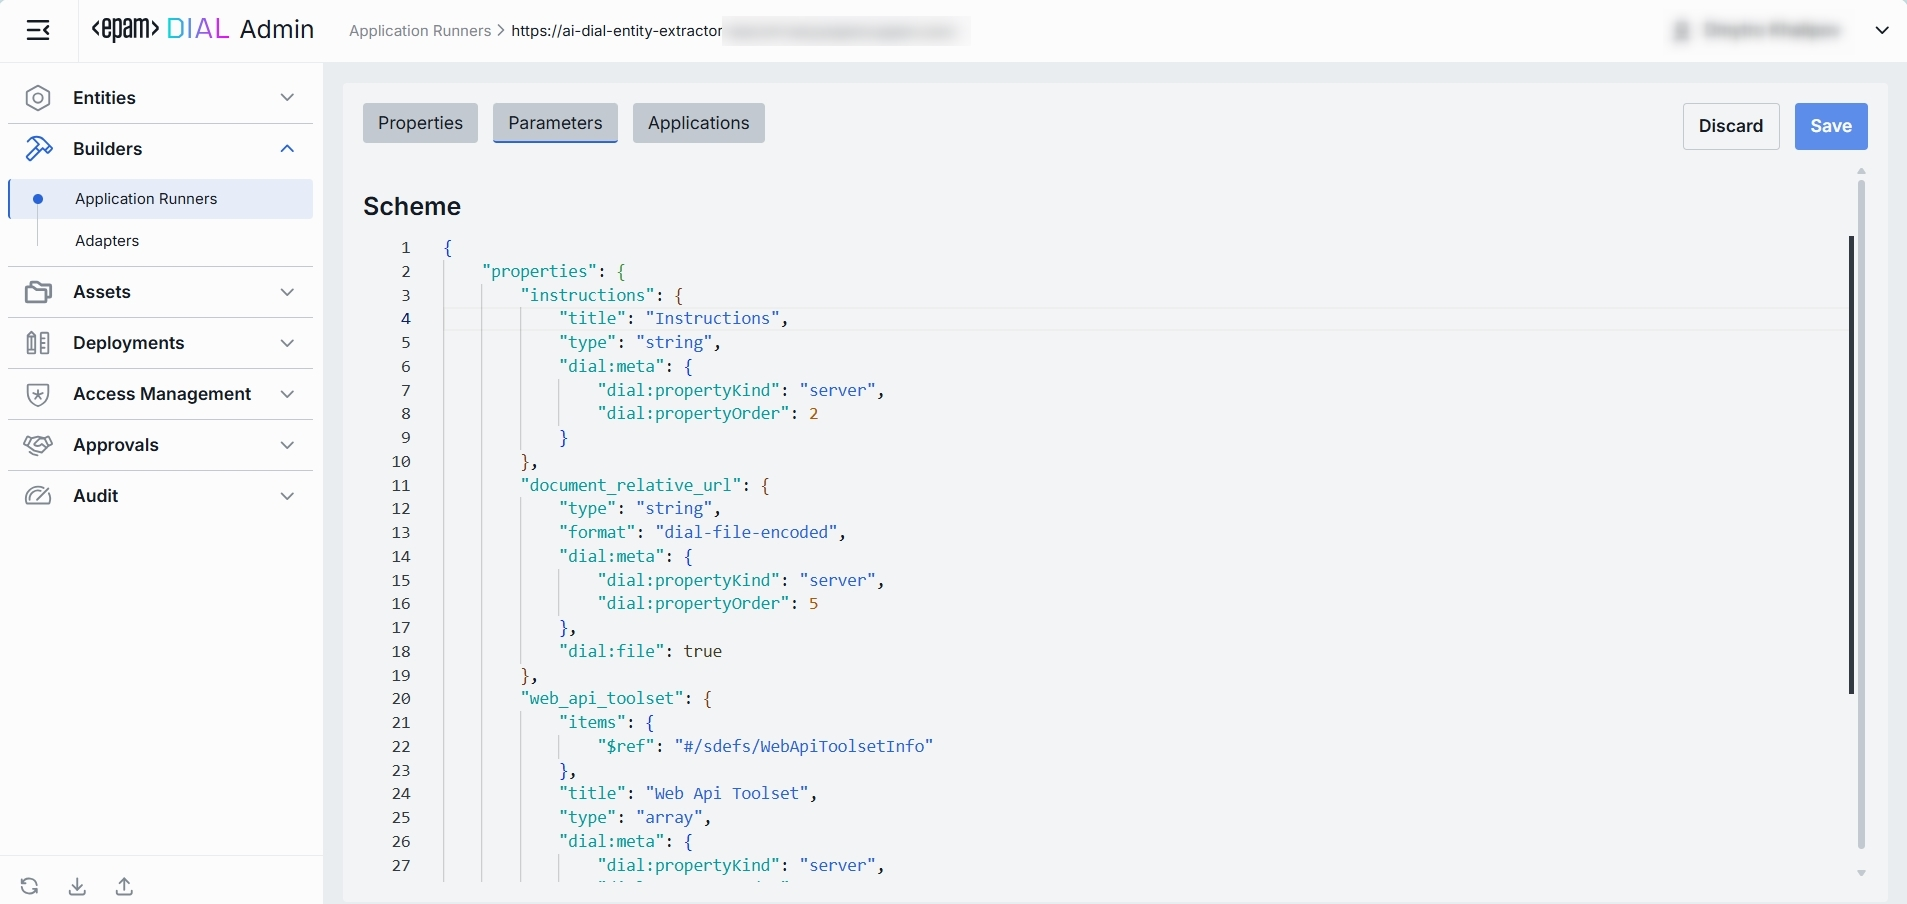 <epam> DIAL Admin
Application Runners > https://ai-dial-entity-extractor
Entities
Builders
Application Runners
Adapters
Assets
Deployments
Access Management
Approvals
Audit
Properties
Parameters
Applications
Discard
Save
Scheme
1 {
2 "properties": {
3 "instructions": {
4 "title": "Instructions",
5 "type": "string",
6 "dial:meta": {
7 "dial:propertyKind": "server",
8 "dial:propertyOrder": 2
9 }
10 },
11 "document_relative_url": {
12 "type": "string",
13 "format": "dial-file-encoded",
14 "dial:meta": {
15 "dial:propertyKind": "server",
16 "dial:propertyOrder": 5
17 },
18 "dial:file": true
19 },
20 "web_api_toolset": {
21 "items": {
22 "$ref": "#/sdefs/WebApiToolsetInfo"
23 },
24 "title": "Web Api Toolset",
25 "type": "array",
26 "dial:meta": {
27 "dial:propertyKind": "server",